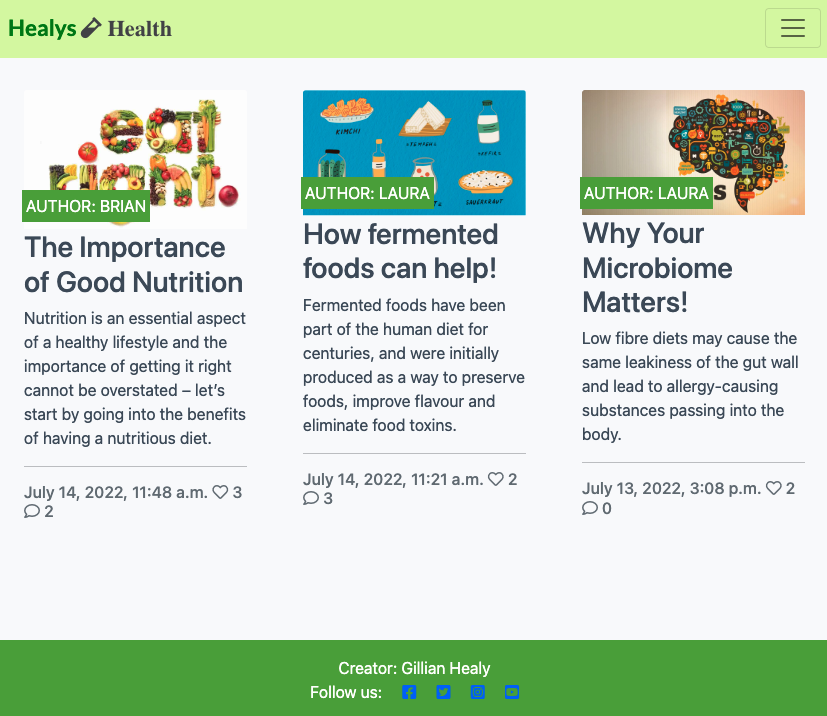 Healys Health
eat
right
AUTHOR: BRIAN
The Importance
of Good Nutrition
Nutrition is an essential aspect
of a healthy lifestyle and the
importance of getting it right
cannot be overstated – let's
start by going into the benefits
of having a nutritious diet.
July 14, 2022, 11:48 a.m. 3
2
KIMCHI
TEMPEH
KEFIR
SAUERKRAUT
AUTHOR: LAURA
How fermented
foods can help!
Fermented foods have been
part of the human diet for
centuries, and were initially
produced as a way to preserve
foods, improve flavour and
eliminate food toxins.
July 14, 2022, 11:21 a.m. 2
3
AUTHOR: LAURA
Why Your
Microbiome
Matters!
Low fibre diets may cause the
same leakiness of the gut wall
and lead to allergy-causing
substances passing into the
body.
July 13, 2022, 3:08 p.m. 2
0
Creator: Gillian Healy
Follow us: